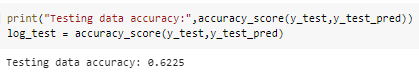 print("Testing data accuracy:",accuracy_score(y_test,y_test_pred))
log_test = accuracy_score(y_test,y_test_pred)
Testing data accuracy: 0.6225